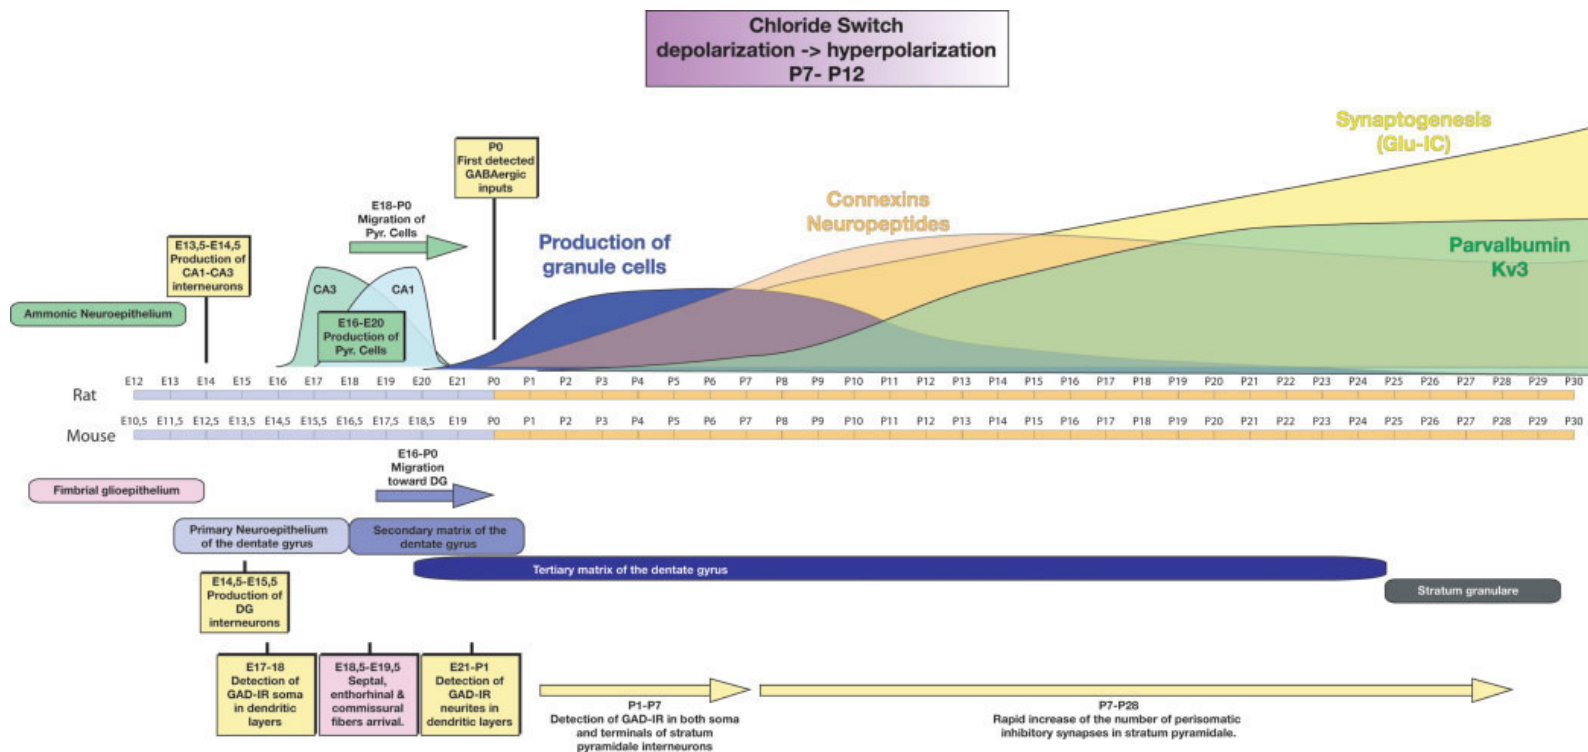 Chloride Switch
depolarization -> hyperpolarization
P7- P12
Synaptogenesis
(Glu-IC)
P0
First detected
GABAergic
inputs
E18-P0
Migration of
Pyr. Cells
Connexins
Neuropeptides
E13,5-E14,5
Production of
CA1-CA3
interneurons
Production of
granule cells
Parvalbumin
Kv3
CA3
CA1
Ammonic Neuroepithelium
E16-E20
Production of
Pyr. Cells
E12 E13 E14 E15 E16 E17 E18 E19 E20 E21 P0 P1 P2 P3 P4 P5 P6 P7 P8 P9 P10 P11 P12 P13 P14 P15 P16 P17 P18 P19 P20 P21 P22 P23 P24 P25 P26 P27 P28 P29 P30
Rat
E10,5 E11,5 E12,5 E13,5 E14,5 E15,5 E16,5 E17,5 E18,5 E19 P0 P1 P2 P3 P4 P5 P6 P7 P8 P9 P10 P11 P12 P13 P14 P15 P16 P17 P18 P19 P20 P21 P22 P23 P24 P25 P26 P27 P28 P29 P30
Mouse
E16-P0
Migration
toward DG
Fimbrial glioepithelium
Primary Neuroepithelium
of the dentate gyrus
Secondary matrix of the
dentate gyrus
Tertiary matrix of the dentate gyrus
Stratum granulare
E14,5-E15,5
Production of
DG
interneurons
E17-18
Detection of
GAD-IR soma
in dendritic
layers
E18,5-E19,5
Septal,
enthorhinal &
commissural
fibers arrival.
E21-P1
Detection of
GAD-IR
neurites in
dendritic layers
P1-P7
Detection of GAD-IR in both soma
and terminals of stratum
pyramidale interneurons
P7-P28
Rapid increase of the number of perisomatic
inhibitory synapses in stratum pyramidale.